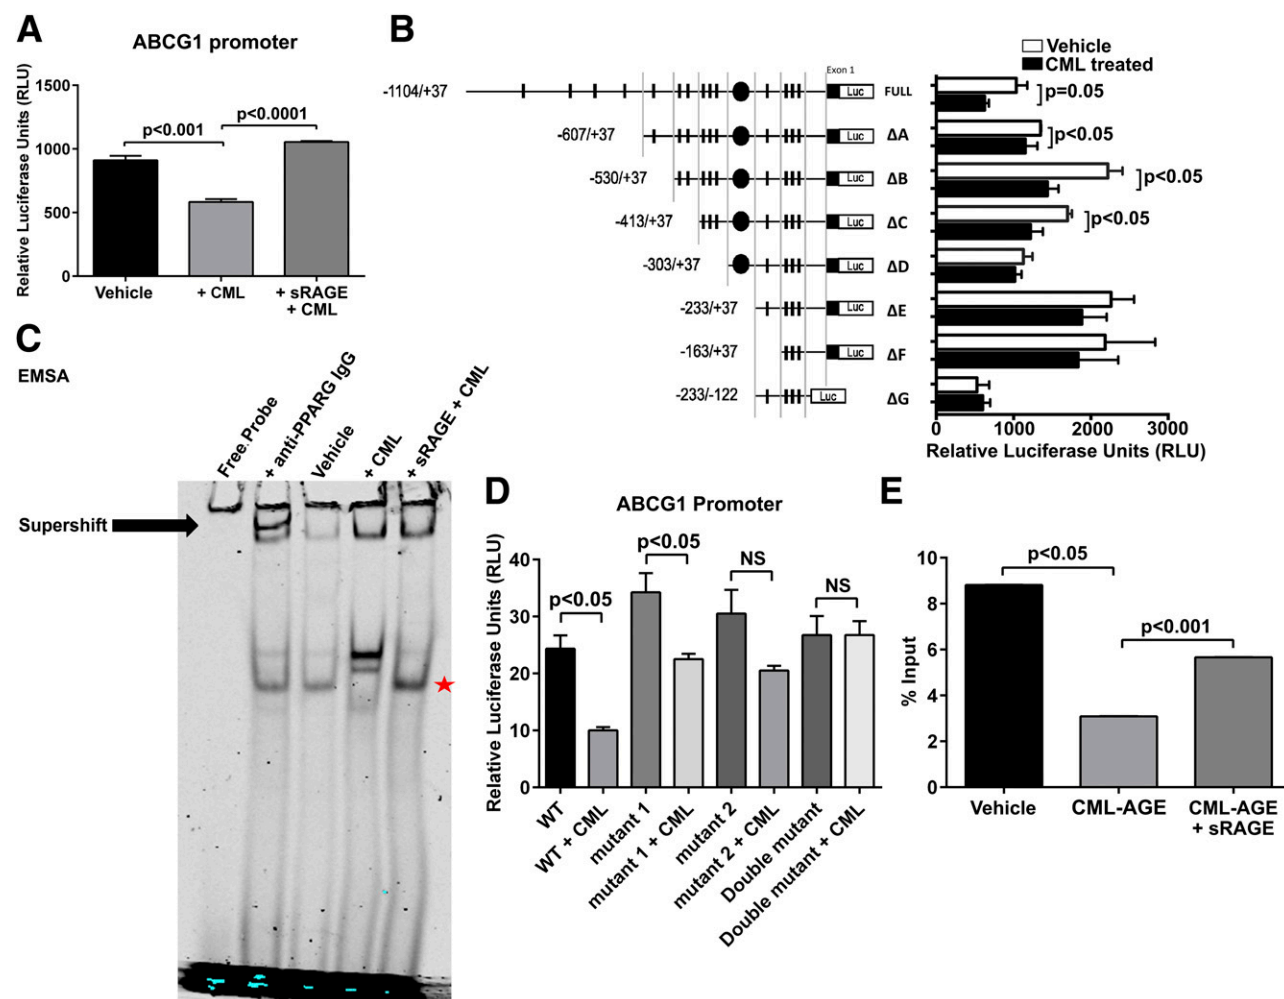 A
ABCG1 promoter
Relative Luciferase Units (RLU)
1500
1000
500
0
p<0.001
p<0.0001
Vehicle
+ CML
+ sRAGE
+ CML
B
Vehicle
CML treated
Exon 1
-1104/+37
Luc
FULL
p=0.05
-607/+37
Luc
ΔA
p<0.05
-530/+37
Luc
ΔB
p<0.05
-413/+37
Luc
ΔC
p<0.05
-303/+37
Luc
ΔD
-233/+37
Luc
ΔE
-163/+37
Luc
ΔF
-233/-122
Luc
ΔG
0
1000
2000
3000
Relative Luciferase Units (RLU)
C
EMSA
Free Probe
+ anti-PPARG IgG
Vehicle
+ CML
+ sRAGE + CML
Supershift
D
ABCG1 Promoter
Relative Luciferase Units (RLU)
40
30
20
10
0
p<0.05
p<0.05
NS
NS
WT
WT + CML
mutant 1
mutant 1 + CML
mutant 2
mutant 2 + CML
Double mutant
Double mutant + CML
E
% Input
10
8
6
4
2
0
p<0.05
p<0.001
Vehicle
CML-AGE
CML-AGE
+ sRAGE